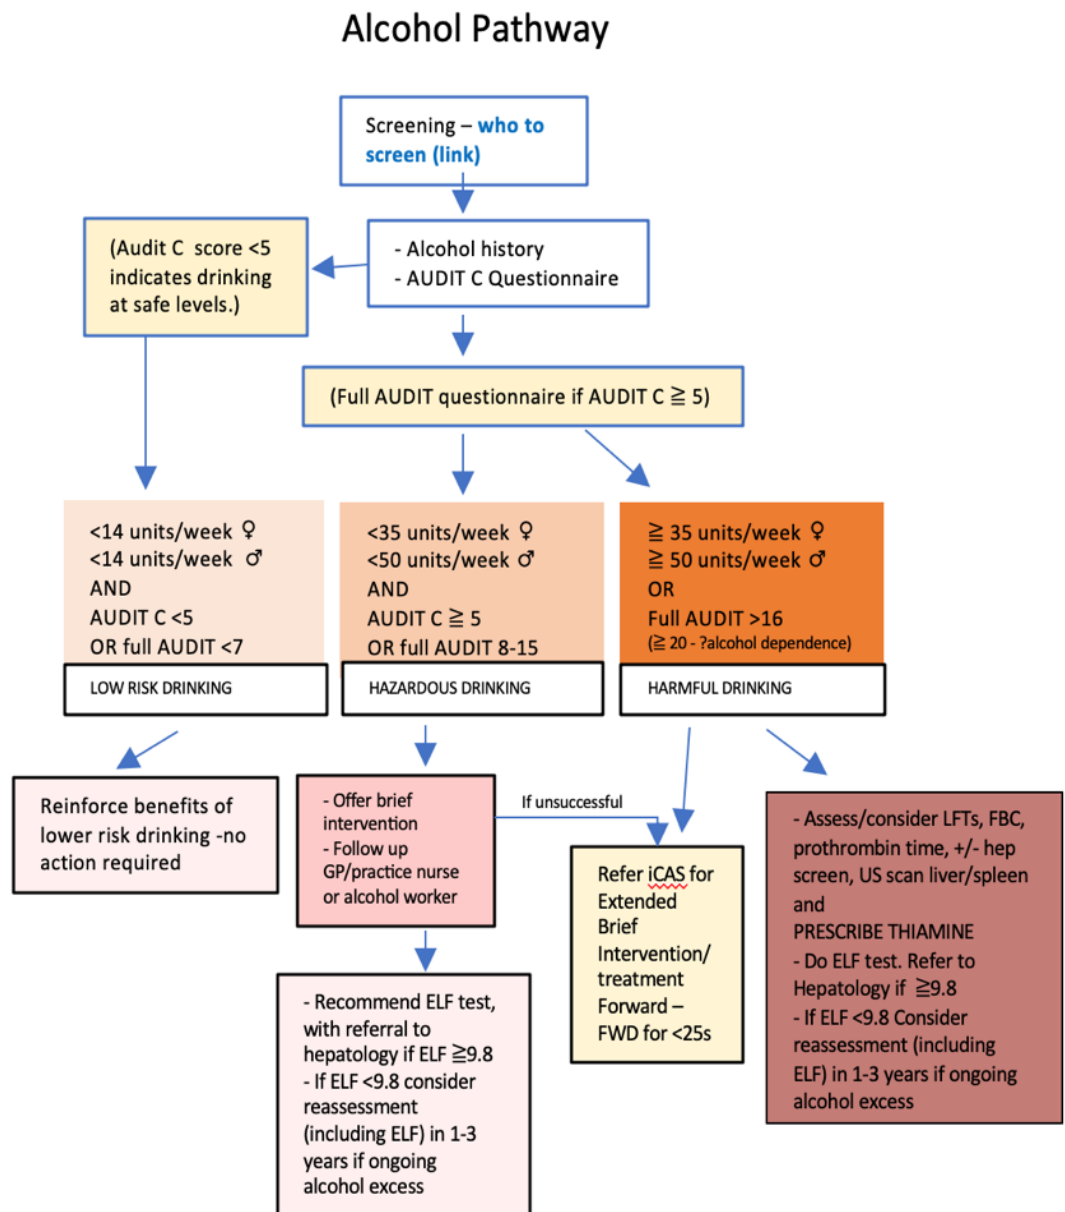 Alcohol Pathway
Screening – who to
screen (link)
(Audit C score <5
indicates drinking
at safe levels.)
- Alcohol history
- AUDIT C Questionnaire
(Full AUDIT questionnaire if AUDIT C ≧ 5)
<14 units/week ♀
<14 units/week ♂
AND
AUDIT C <5
OR full AUDIT <7
LOW RISK DRINKING
<35 units/week ♀
<50 units/week ♂
AND
AUDIT C ≧ 5
OR full AUDIT 8-15
HAZARDOUS DRINKING
≧ 35 units/week ♀
≧ 50 units/week ♂
OR
Full AUDIT >16
(≧ 20 - ?alcohol dependence)
HARMFUL DRINKING
Reinforce benefits of
lower risk drinking -no
action required
- Offer brief
intervention
- Follow up
GP/practice nurse
or alcohol worker
If unsuccessful
Refer iCAS for
Extended
Brief
Intervention/
treatment
Forward –
FWD for <25s
- Assess/consider LFTs, FBC,
prothrombin time, +/- hep
screen, US scan liver/spleen
and
PRESCRIBE THIAMINE
- Do ELF test. Refer to
Hepatology if ≧9.8
- If ELF <9.8 Consider
reassessment (including
ELF) in 1-3 years if ongoing
alcohol excess
- Recommend ELF test,
with referral to
hepatology if ELF ≧9.8
- If ELF <9.8 consider
reassessment
(including ELF) in 1-3
years if ongoing
alcohol excess